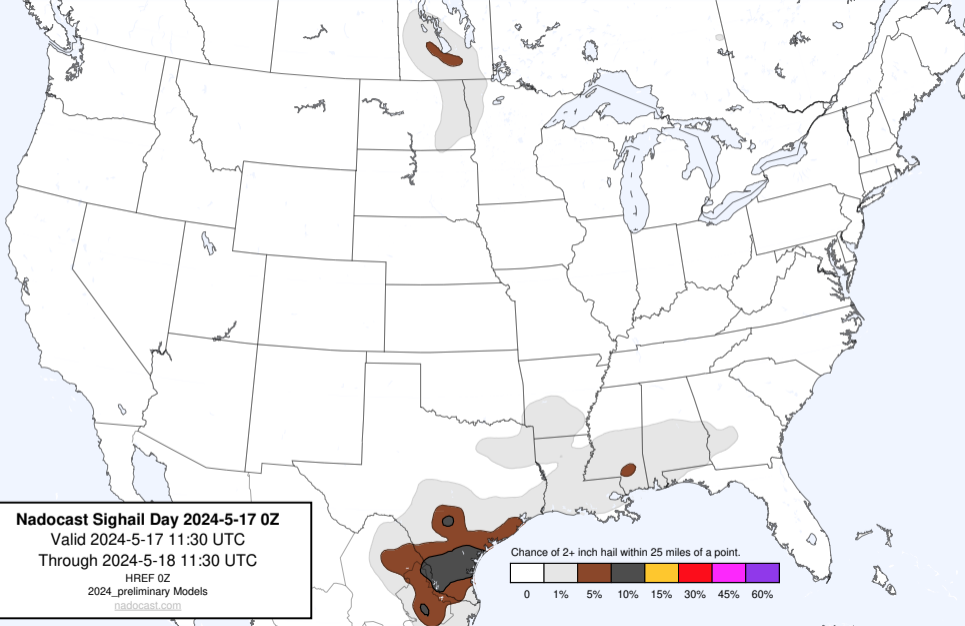 Nadocast Sighail Day 2024-5-17 0Z
Valid 2024-5-17 11:30 UTC
Through 2024-5-18 11:30 UTC
HREF 0Z
2024_preliminary Models
nadocast.com
Chance of 2+ inch hail within 25 miles of a point.
0 1% 5% 10% 15% 30% 45% 60%